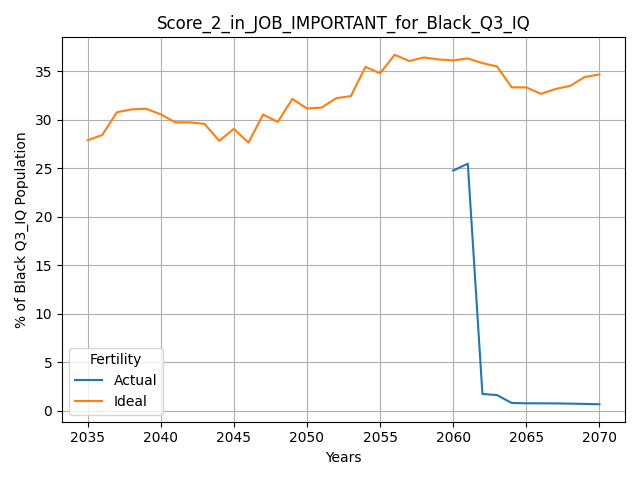 Score_2_in_JOB_IMPORTANT_for_Black_Q3_IQ
% of Black Q3_IQ Population
35
30
25
20
15
10
5
0
Fertility
Actual
Ideal
2035 2040 2045 2050 2055 2060 2065 2070
Years